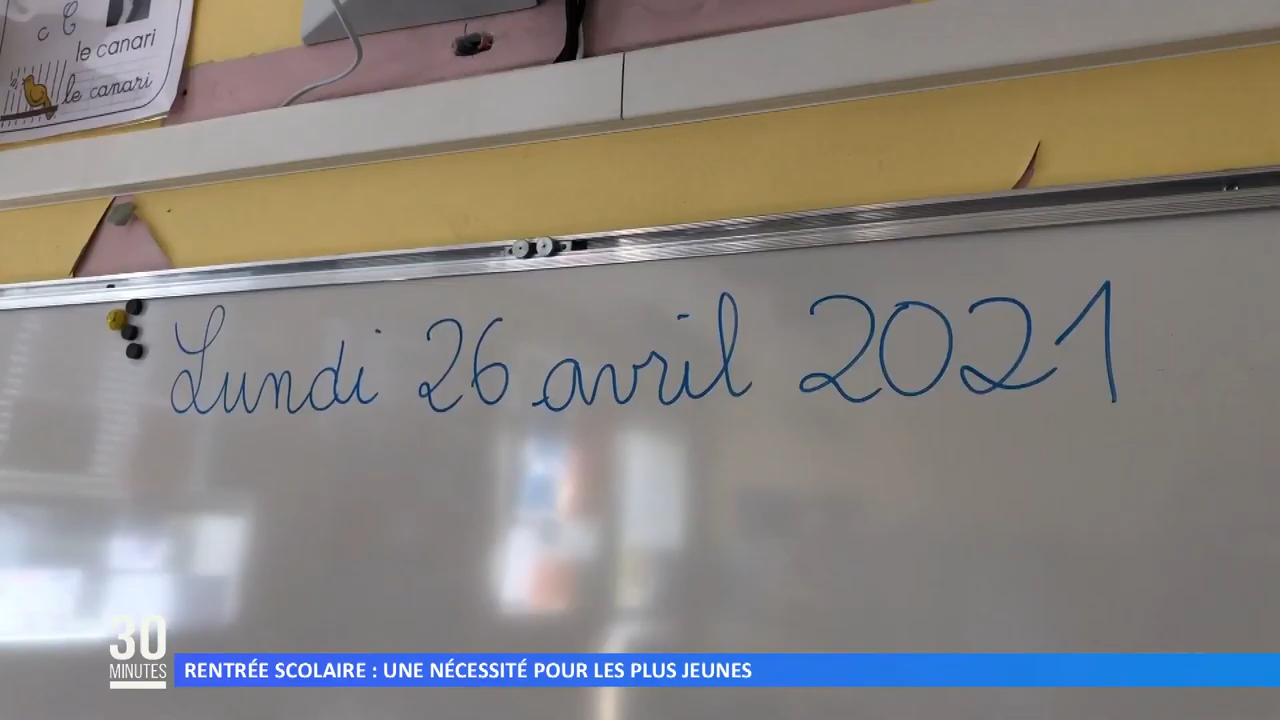 c C
le canari
le canari
Lundi 26 avril 2021
30
MINUTES
RENTRÉE SCOLAIRE : UNE NÉCESSITÉ POUR LES PLUS JEUNES